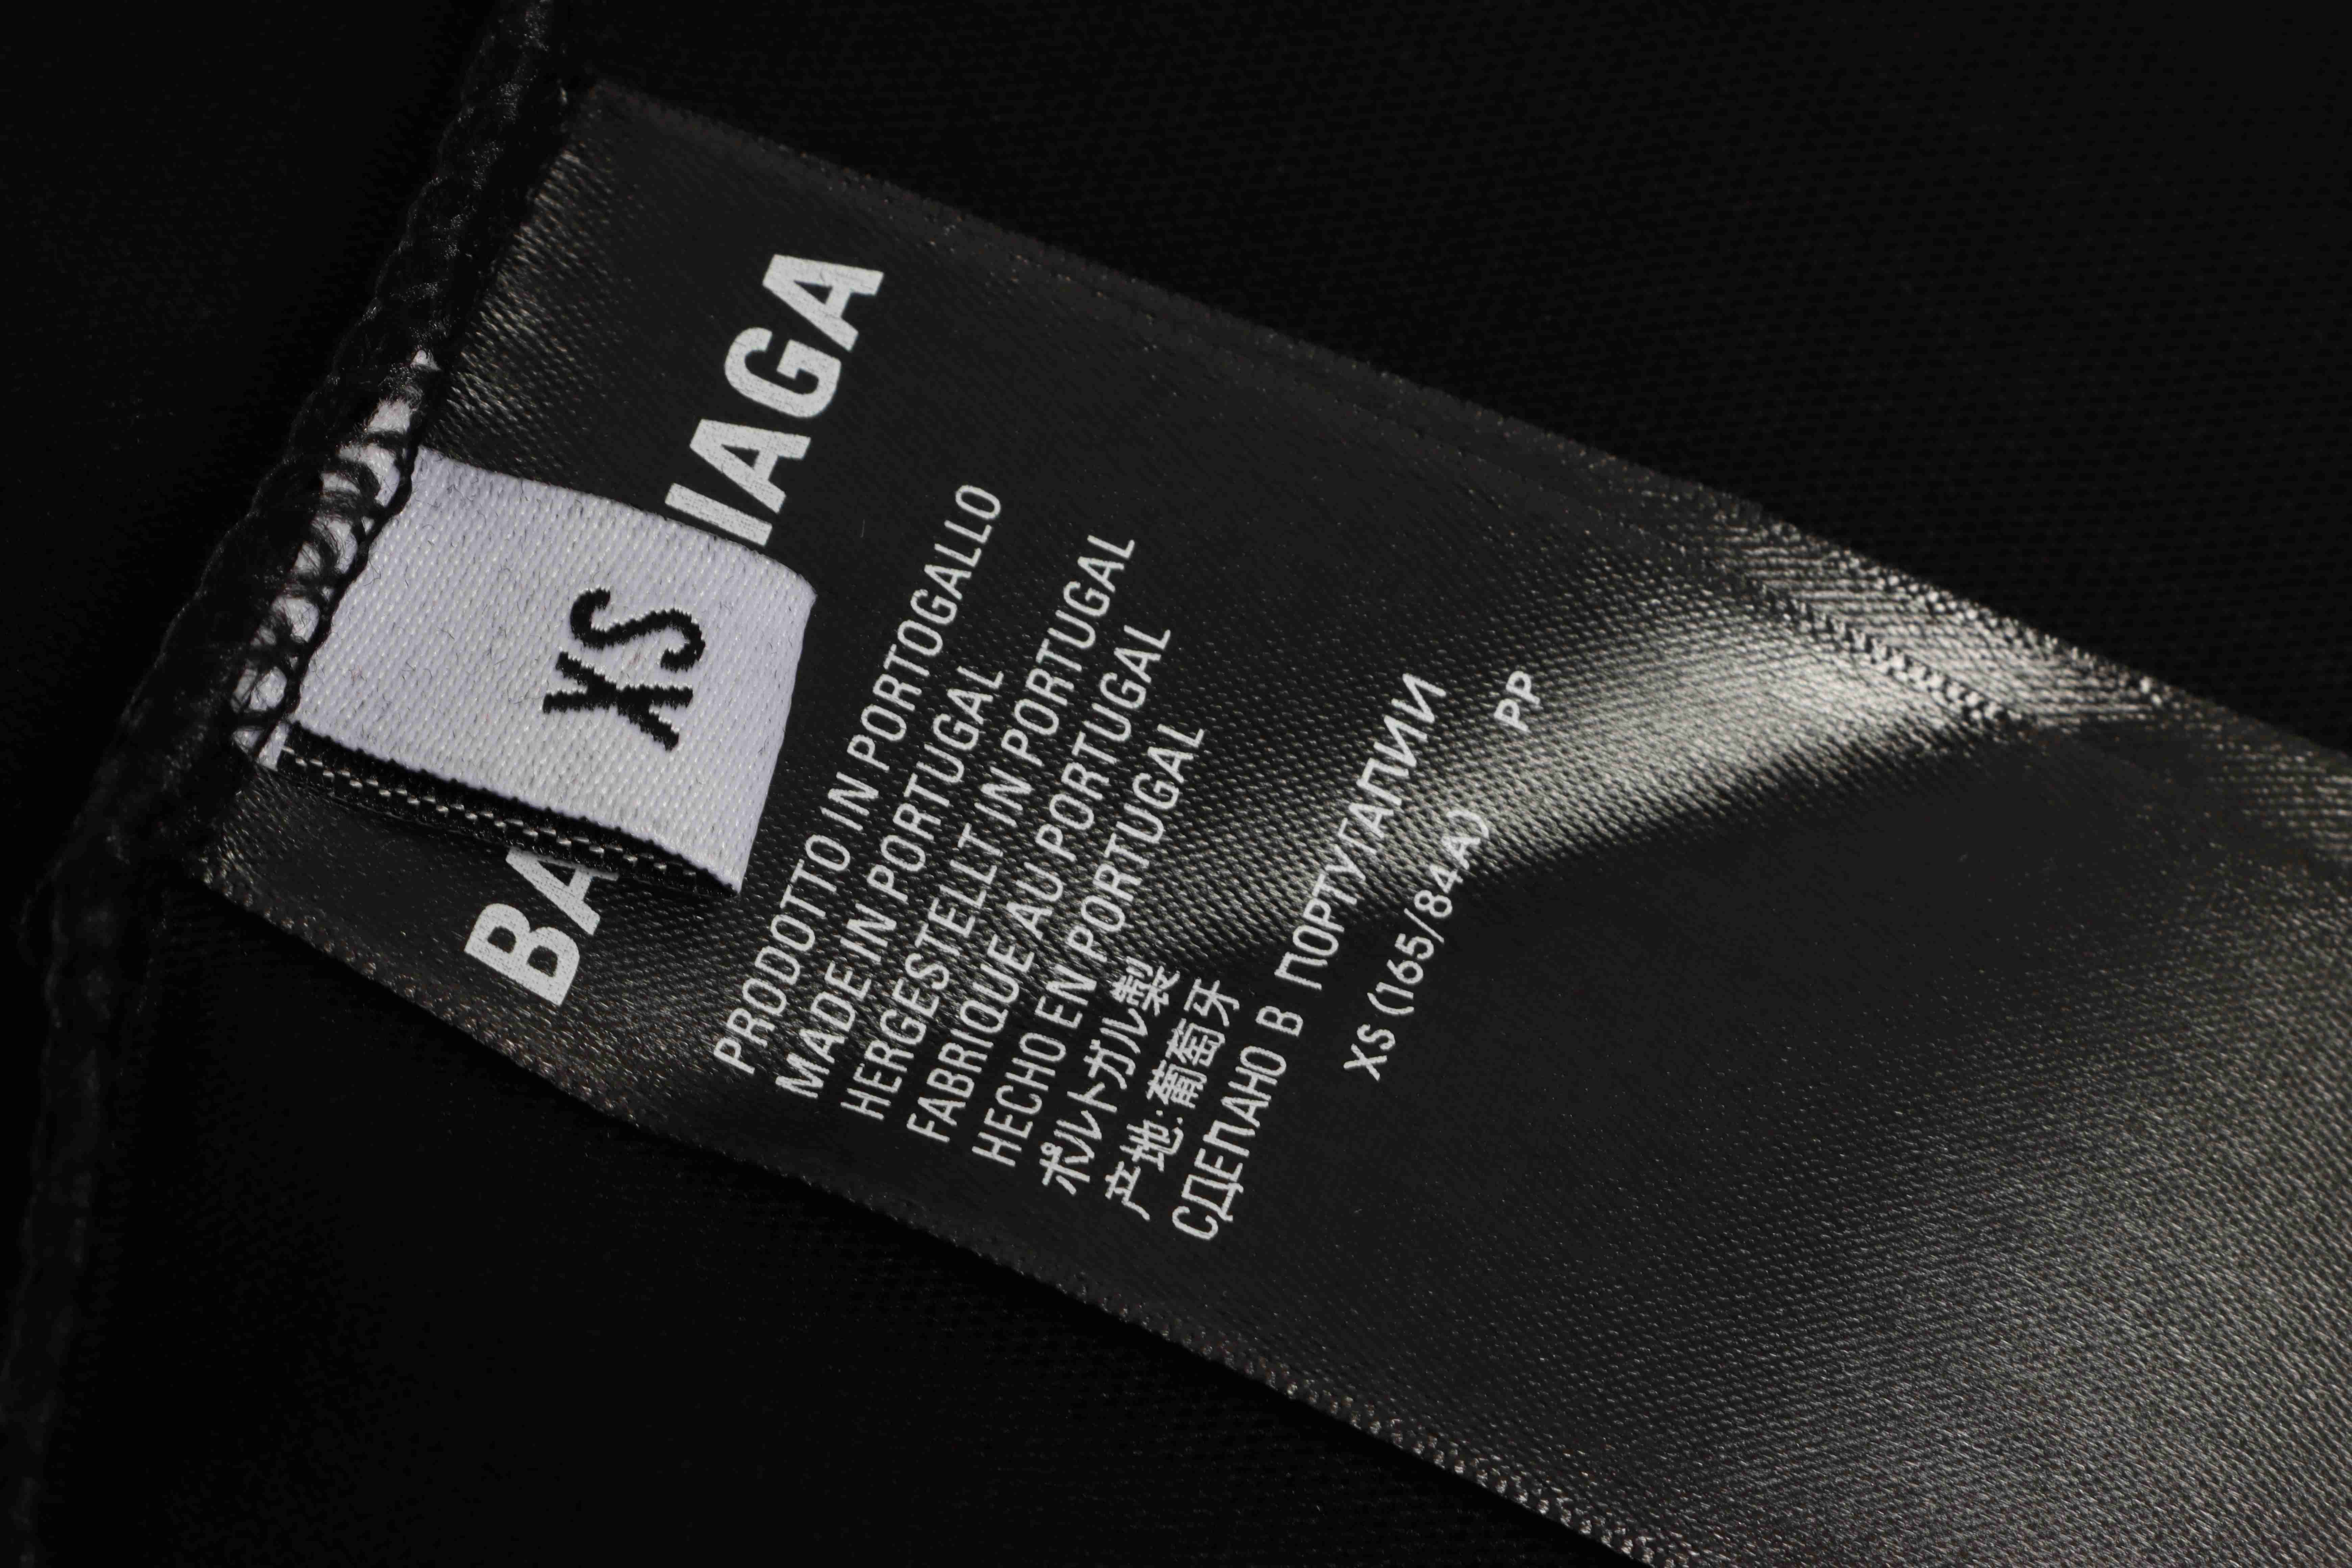 BA IAGA
XS
PRODOTTO IN PORTOGALLO
MADE IN PORTUGAL
HERGESTELLT IN PORTUGAL
FABRIQUE AU PORTUGAL
HECHO EN PORTUGAL
ポルトガル製
产地:葡萄牙
СДЕПАНО В ПОРТУГАПИИ
XS (165/84A) PP